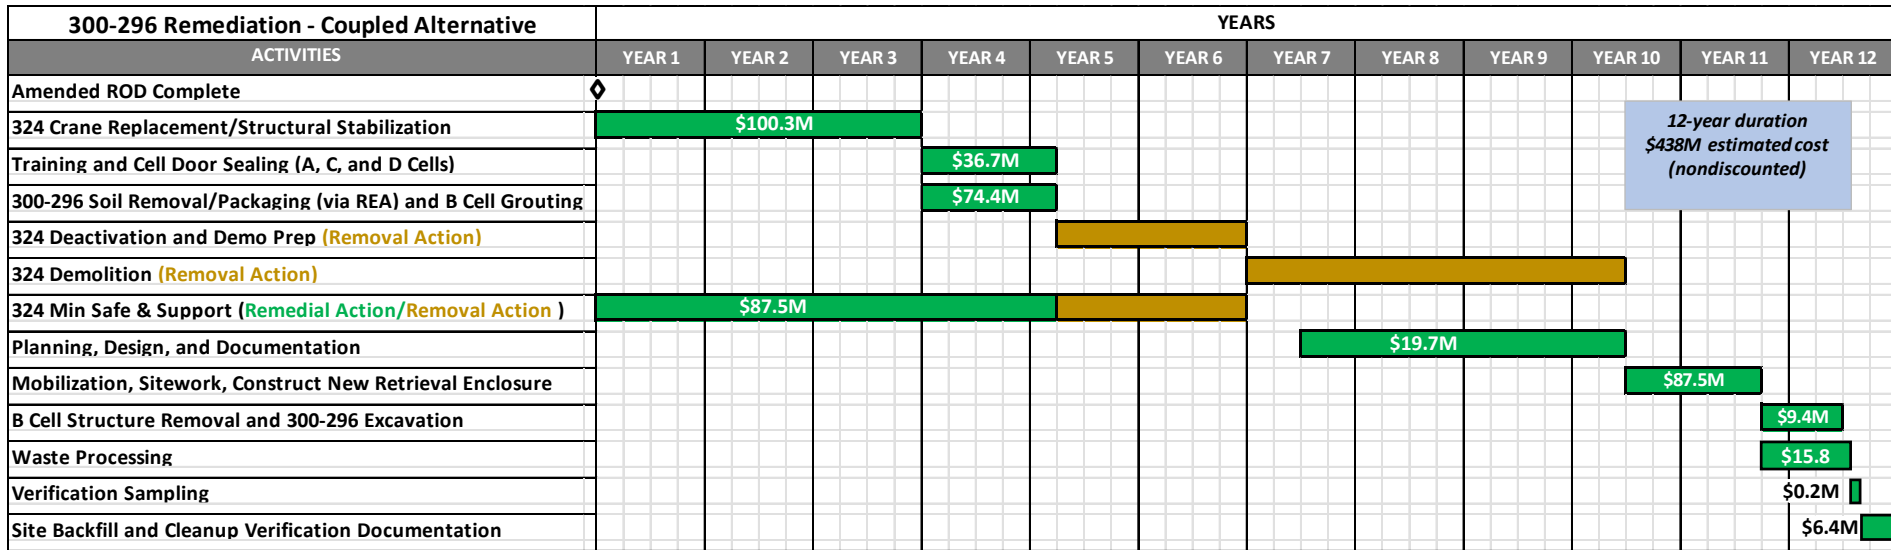 300-296 Remediation - Coupled Alternative
YEARS
ACTIVITIES
YEAR 1 YEAR 2 YEAR 3 YEAR 4 YEAR 5 YEAR 6 YEAR 7 YEAR 8 YEAR 9 YEAR 10 YEAR 11 YEAR 12
Amended ROD Complete
12-year duration
$438M estimated cost
(nondiscounted)
324 Crane Replacement/Structural Stabilization
$100.3M
Training and Cell Door Sealing (A, C, and D Cells)
$36.7M
300-296 Soil Removal/Packaging (via REA) and B Cell Grouting
$74.4M
324 Deactivation and Demo Prep (Removal Action)
324 Demolition (Removal Action)
324 Min Safe & Support (Remedial Action/Removal Action )
$87.5M
Planning, Design, and Documentation
$19.7M
Mobilization, Sitework, Construct New Retrieval Enclosure
$87.5M
B Cell Structure Removal and 300-296 Excavation
$9.4M
Waste Processing
$15.8
Verification Sampling
$0.2M
Site Backfill and Cleanup Verification Documentation
$6.4M